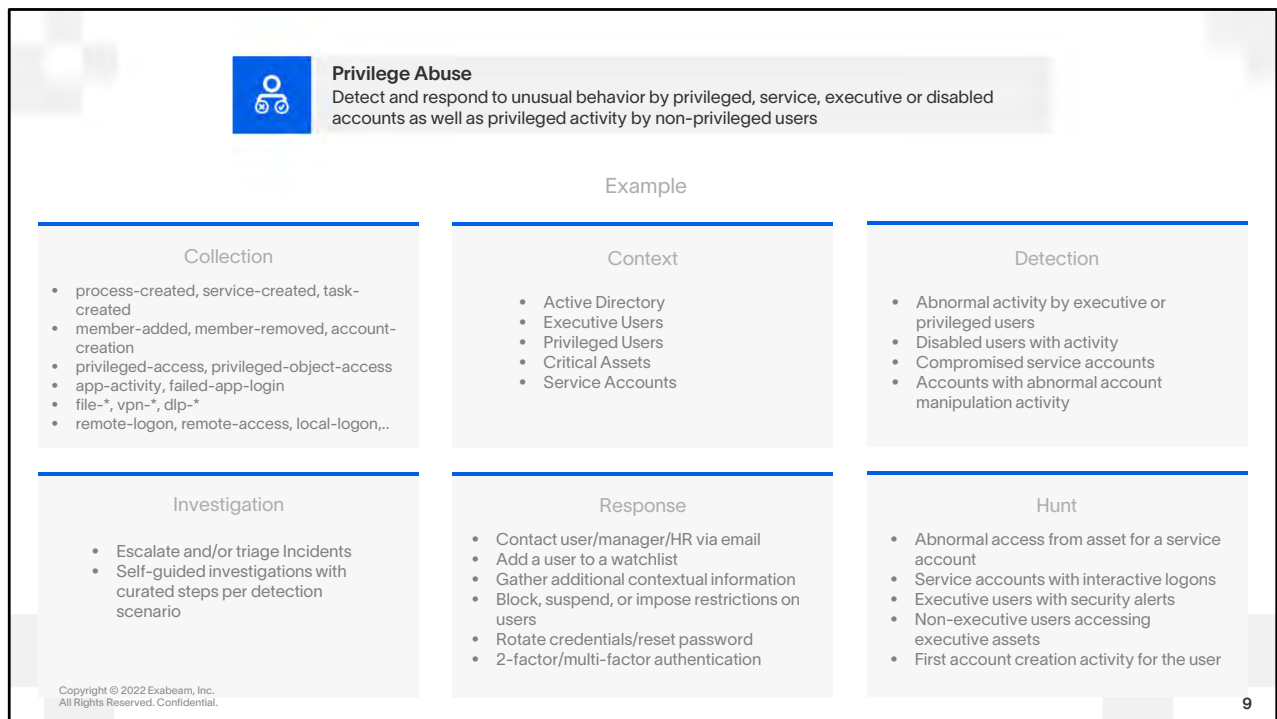 Privilege Abuse
Detect and respond to unusual behavior by privileged, service, executive or disabled
accounts as well as privileged activity by non-privileged users
Example
Collection
• process-created, service-created, task-
created
• member-added, member-removed, account-
creation
• privileged-access, privileged-object-access
• app-activity, failed-app-login
• file-*, vpn-*, dlp-*
• remote-logon, remote-access, local-logon,..
Context
• Active Directory
• Executive Users
• Privileged Users
• Critical Assets
• Service Accounts
Detection
• Abnormal activity by executive or
privileged users
• Disabled users with activity
• Compromised service accounts
• Accounts with abnormal account
manipulation activity
Investigation
• Escalate and/or triage Incidents
• Self-guided investigations with
curated steps per detection
scenario
Response
• Contact user/manager/HR via email
• Add a user to a watchlist
• Gather additional contextual information
• Block, suspend, or impose restrictions on
users
• Rotate credentials/reset password
• 2-factor/multi-factor authentication
Hunt
• Abnormal access from asset for a service
account
• Service accounts with interactive logons
• Executive users with security alerts
• Non-executive users accessing
executive assets
• First account creation activity for the user
Copyright © 2022 Exabeam, Inc.
All Rights Reserved. Confidential.
9